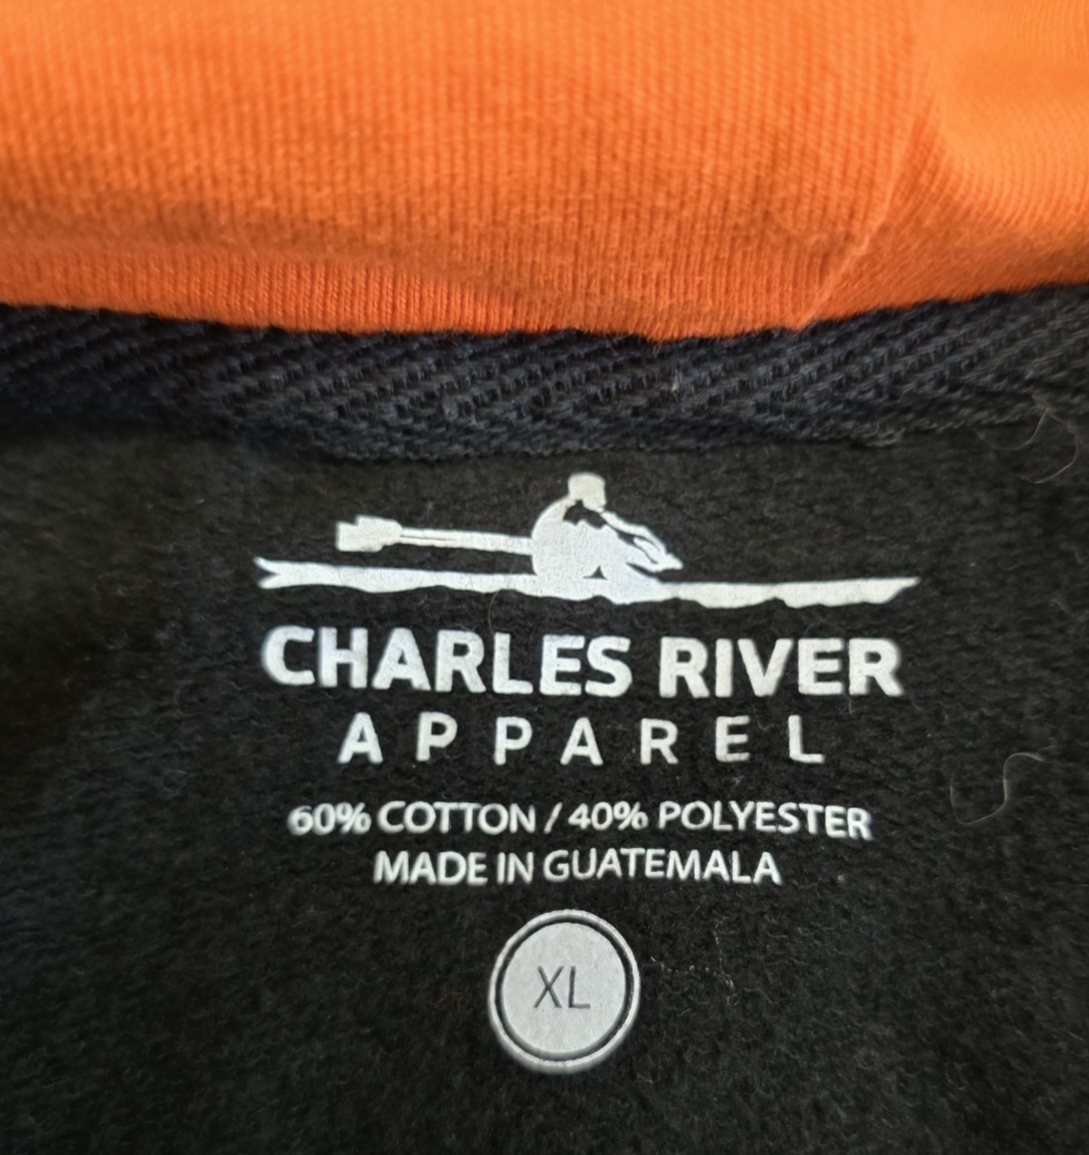 CHARLES RIVER
APPAREL
60% COTTON / 40% POLYESTER
MADE IN GUATEMALA
XL